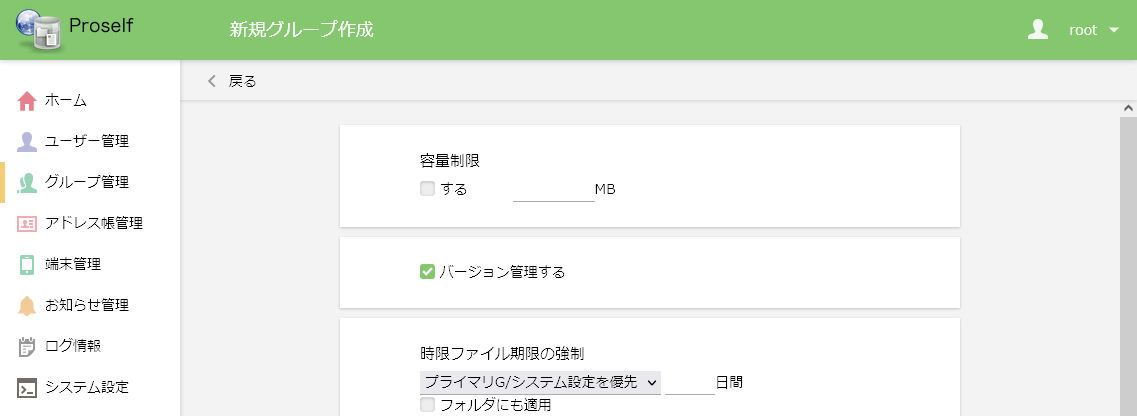 Proself
新規グループ作成
root
戻る
ホーム
ユーザー管理
グループ管理
アドレス帳管理
端末管理
お知らせ管理
ログ情報
システム設定
容量制限
する MB
バージョン管理する
時限ファイル期限の強制
プライマリG/システム設定を優先 日間
フォルダにも適用